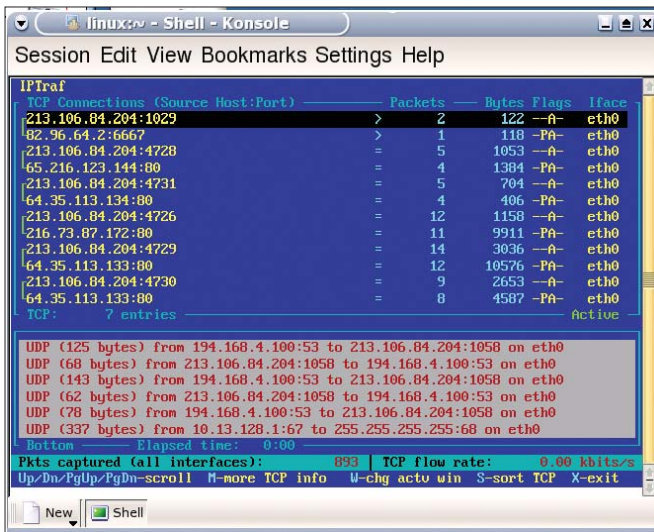 linux:~ - Shell - Konsole
Session Edit View Bookmarks Settings Help
IPTraf
TCP Connections (Source Host:Port) Packets Bytes Flags Iface
213.106.84.204:1029 > 2 122 --A- eth0
82.96.64.2:6667 > 1 118 -PA- eth0
213.106.84.204:4728 = 5 1053 --A- eth0
65.216.123.144:80 = 4 1384 -PA- eth0
213.106.84.204:4731 = 5 704 --A- eth0
64.35.113.134:80 = 4 406 -PA- eth0
213.106.84.204:4726 = 12 1158 --A- eth0
216.73.87.172:80 = 11 9911 -PA- eth0
213.106.84.204:4729 = 14 3036 --A- eth0
64.35.113.133:80 = 12 10576 -PA- eth0
213.106.84.204:4730 = 9 2653 --A- eth0
64.35.113.133:80 = 8 4587 -PA- eth0
TCP: 7 entries Active
UDP (125 bytes) from 194.168.4.100:53 to 213.106.84.204:1058 on eth0
UDP (68 bytes) from 213.106.84.204:1058 to 194.168.4.100:53 on eth0
UDP (143 bytes) from 194.168.4.100:53 to 213.106.84.204:1058 on eth0
UDP (62 bytes) from 213.106.84.204:1058 to 194.168.4.100:53 on eth0
UDP (78 bytes) from 194.168.4.100:53 to 213.106.84.204:1058 on eth0
UDP (337 bytes) from 10.13.128.1:67 to 255.255.255.255:68 on eth0
Bottom Elapsed time: 0:00
Pkts captured (all interfaces): 893 TCP flow rate: 0.00 kbits/s
Up/Dn/PgUp/PgDn-scroll M-more TCP info W-chg actv win S-sort TCP X-exit
New Shell